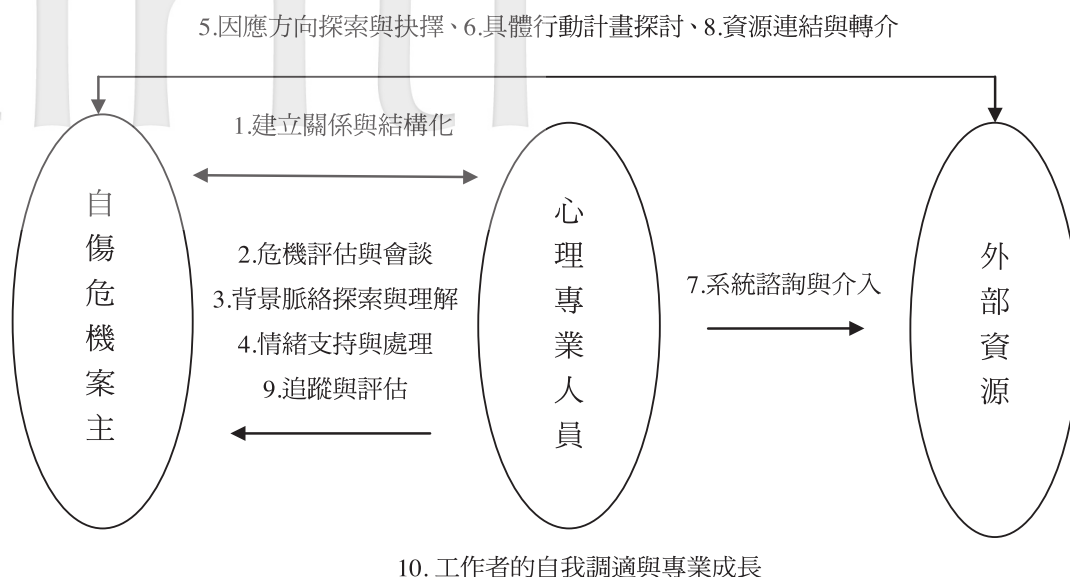 5.因應方向探索與抉擇、6.具體行動計畫探討、8.資源連結與轉介
1.建立關係與結構化
自傷危機案主
2.危機評估與會談
3.背景脈絡探索與理解
4.情緒支持與處理
9.追蹤與評估
心理專業人員
7.系統諮詢與介入
外部資源
10. 工作者的自我調適與專業成長